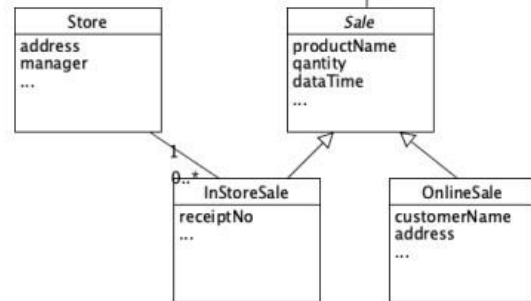 Store
address
manager
...
Sale
productName
qantity
dataTime
...
1
0..*
InStoreSale
receiptNo
...
OnlineSale
customerName
address
...